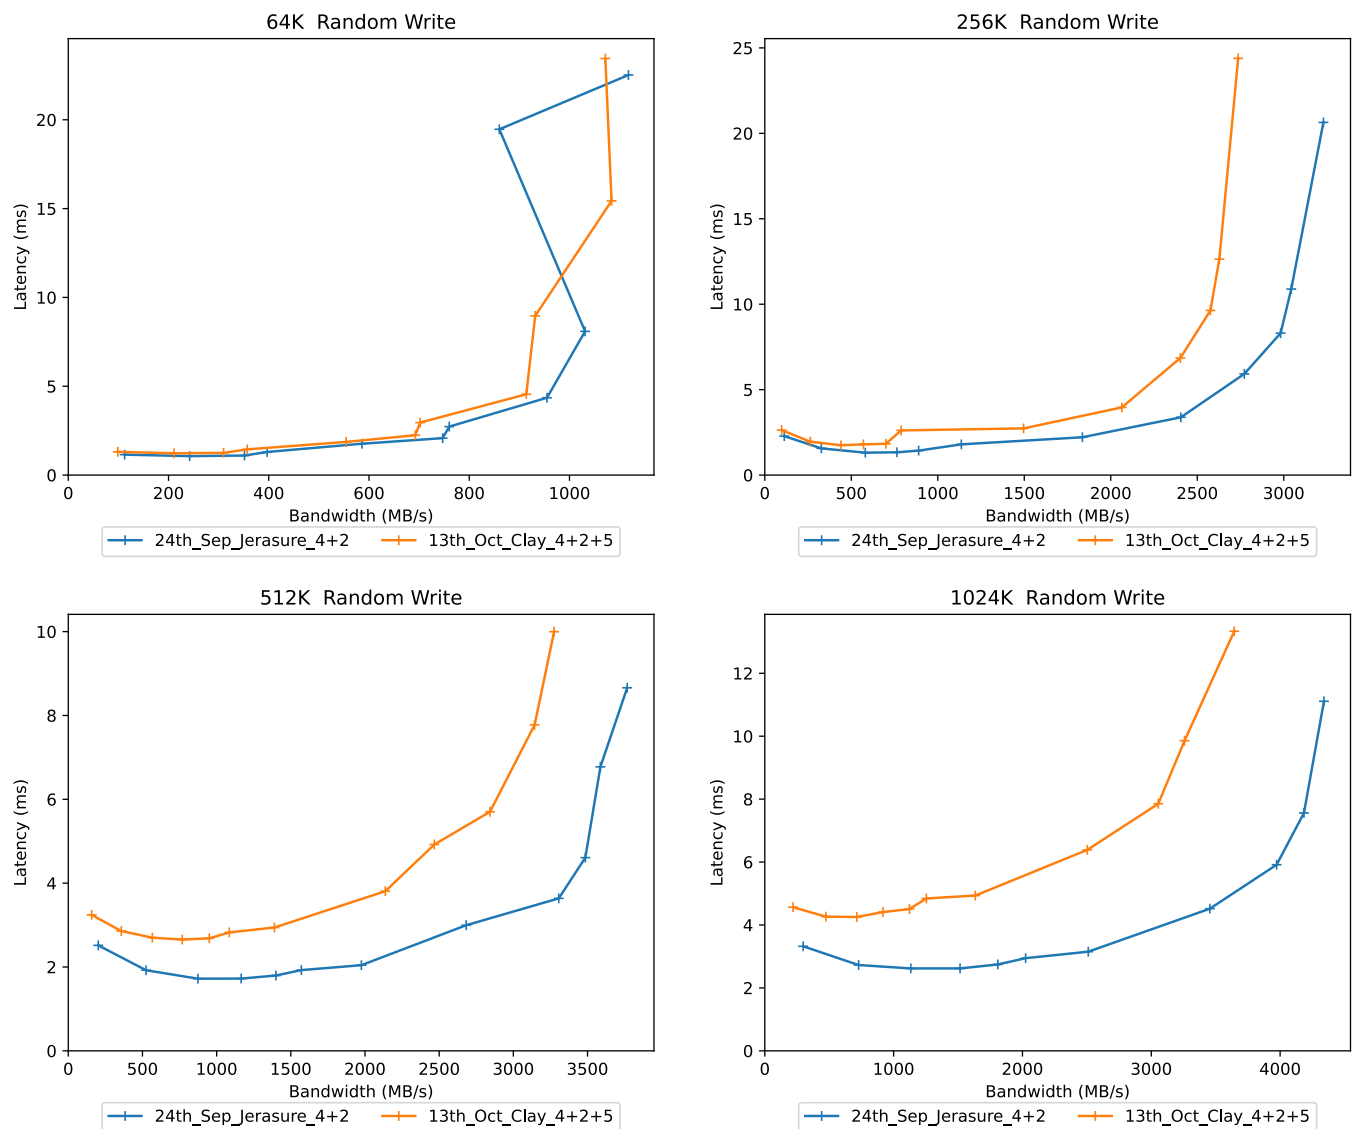 64K  Random Write
Latency (ms)
20
15
10
5
0
0 200 400 600 800 1000
Bandwidth (MB/s)
24th_Sep_Jerasure_4+2 13th_Oct_Clay_4+2+5
256K  Random Write
Latency (ms)
25
20
15
10
5
0
0 500 1000 1500 2000 2500 3000
Bandwidth (MB/s)
24th_Sep_Jerasure_4+2 13th_Oct_Clay_4+2+5
512K  Random Write
Latency (ms)
10
8
6
4
2
0
0 500 1000 1500 2000 2500 3000 3500
Bandwidth (MB/s)
24th_Sep_Jerasure_4+2 13th_Oct_Clay_4+2+5
1024K  Random Write
Latency (ms)
12
10
8
6
4
2
0
0 1000 2000 3000 4000
Bandwidth (MB/s)
24th_Sep_Jerasure_4+2 13th_Oct_Clay_4+2+5